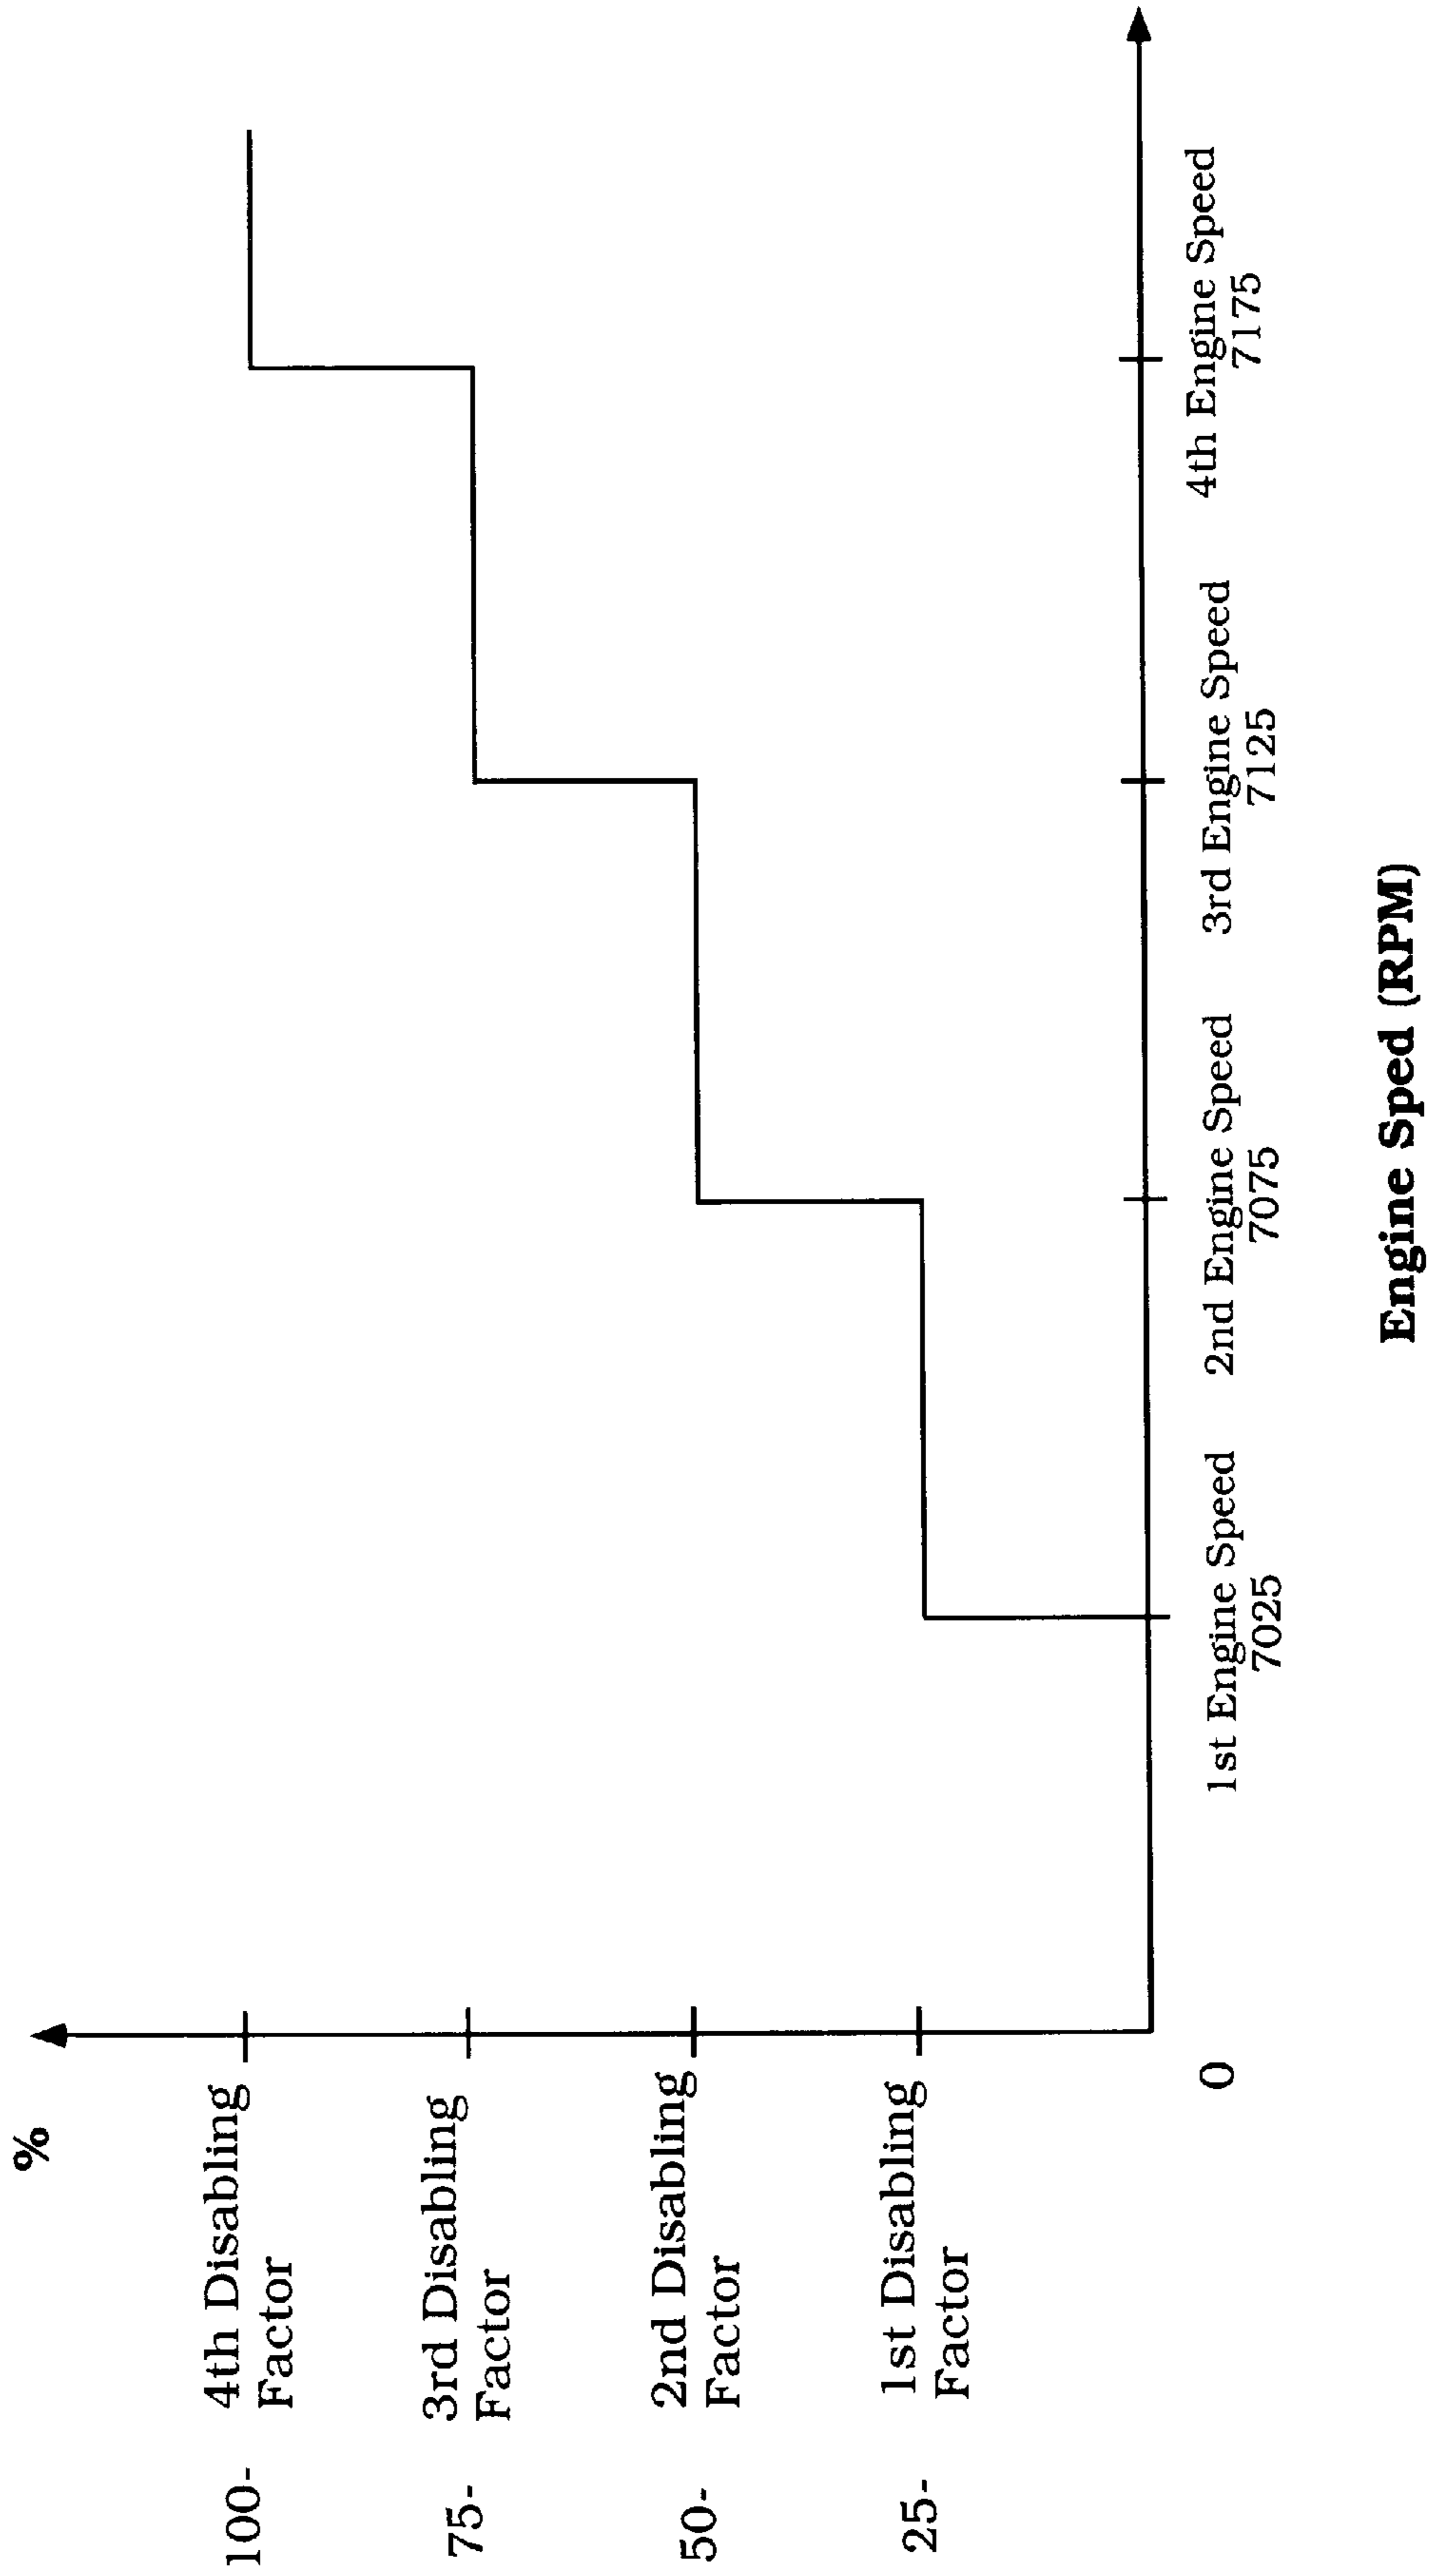 %
100-
4th Disabling
Factor
75-
3rd Disabling
Factor
50-
2nd Disabling
Factor
25-
1st Disabling
Factor
0
1st Engine Speed
7025
2nd Engine Speed
7075
3rd Engine Speed
7125
4th Engine Speed
7175
Engine Sped (RPM)